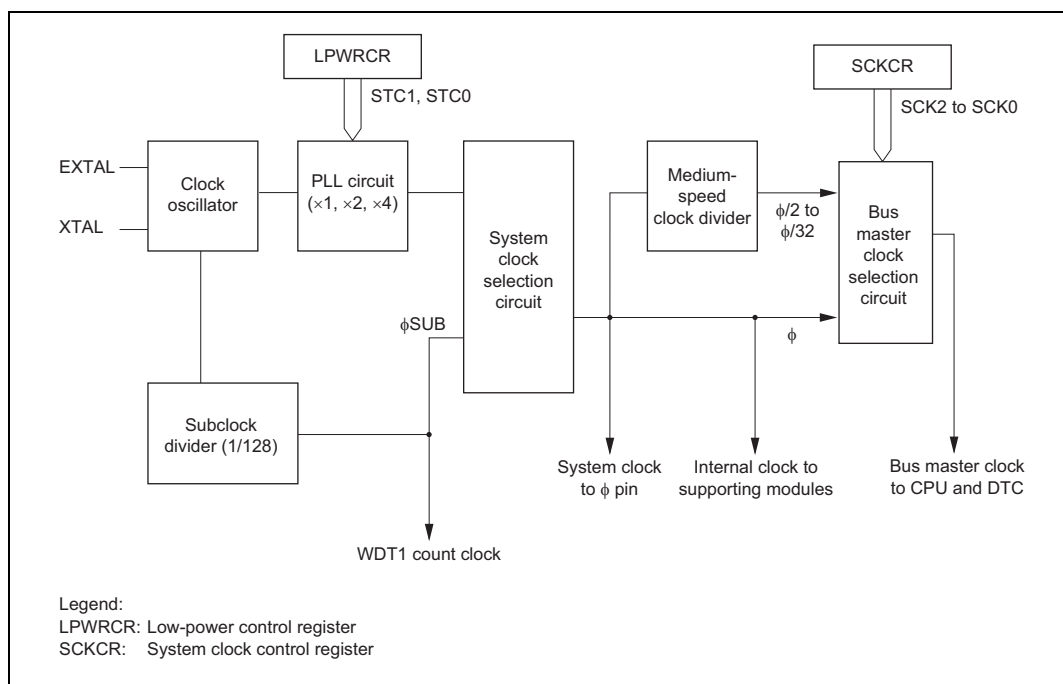 LPWRCR
STC1, STC0
SCKCR
SCK2 to SCK0
EXTAL
XTAL
Clock
oscillator
PLL circuit
(×1, ×2, ×4)
System
clock
selection
circuit
Medium-
speed
clock divider
ϕ/2 to
ϕ/32
Bus
master
clock
selection
circuit
ϕSUB
ϕ
Subclock
divider (1/128)
System clock
to ϕ pin
Internal clock to
supporting modules
Bus master clock
to CPU and DTC
WDT1 count clock
Legend:
LPWRCR: Low-power control register
SCKCR: System clock control register